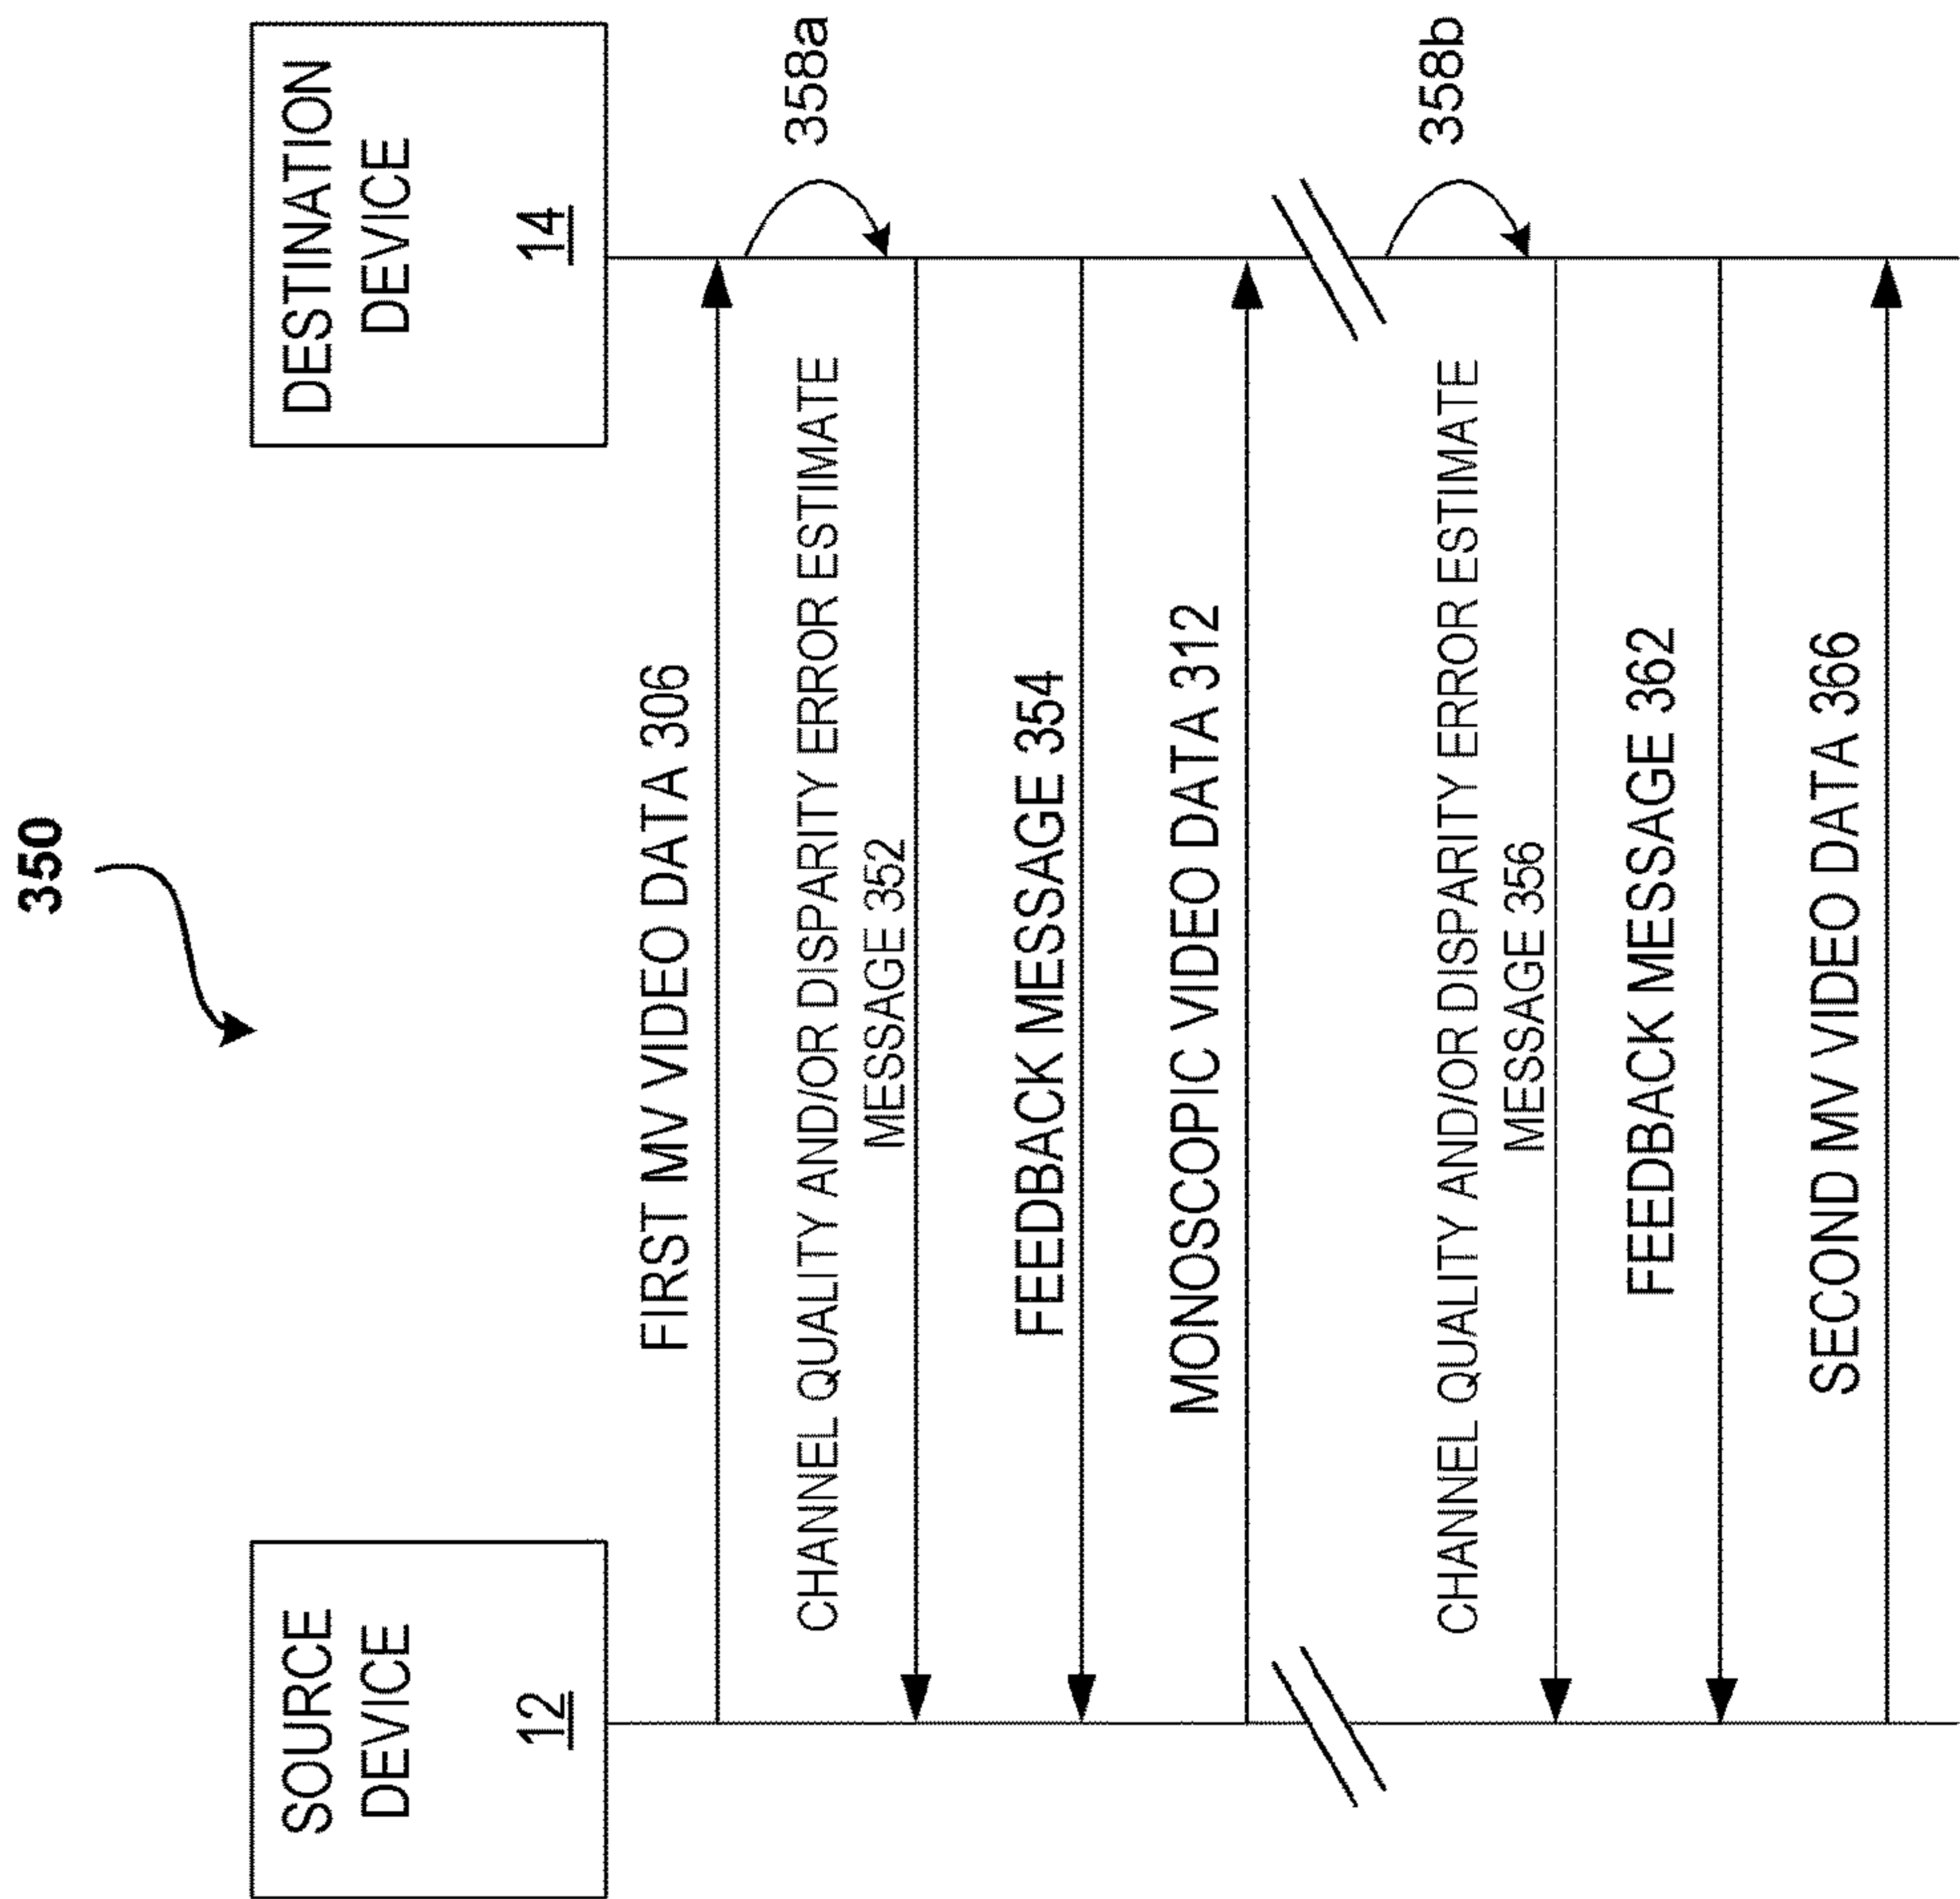 350
SOURCE
DEVICE
12
DESTINATION
DEVICE
14
FIRST MV VIDEO DATA 306
358a
CHANNEL QUALITY AND/OR DISPARITY ERROR ESTIMATE
MESSAGE 352
FEEDBACK MESSAGE 354
MONOSCOPIC VIDEO DATA 312
358b
CHANNEL QUALITY AND/OR DISPARITY ERROR ESTIMATE
MESSAGE 356
FEEDBACK MESSAGE 362
SECOND MV VIDEO DATA 366